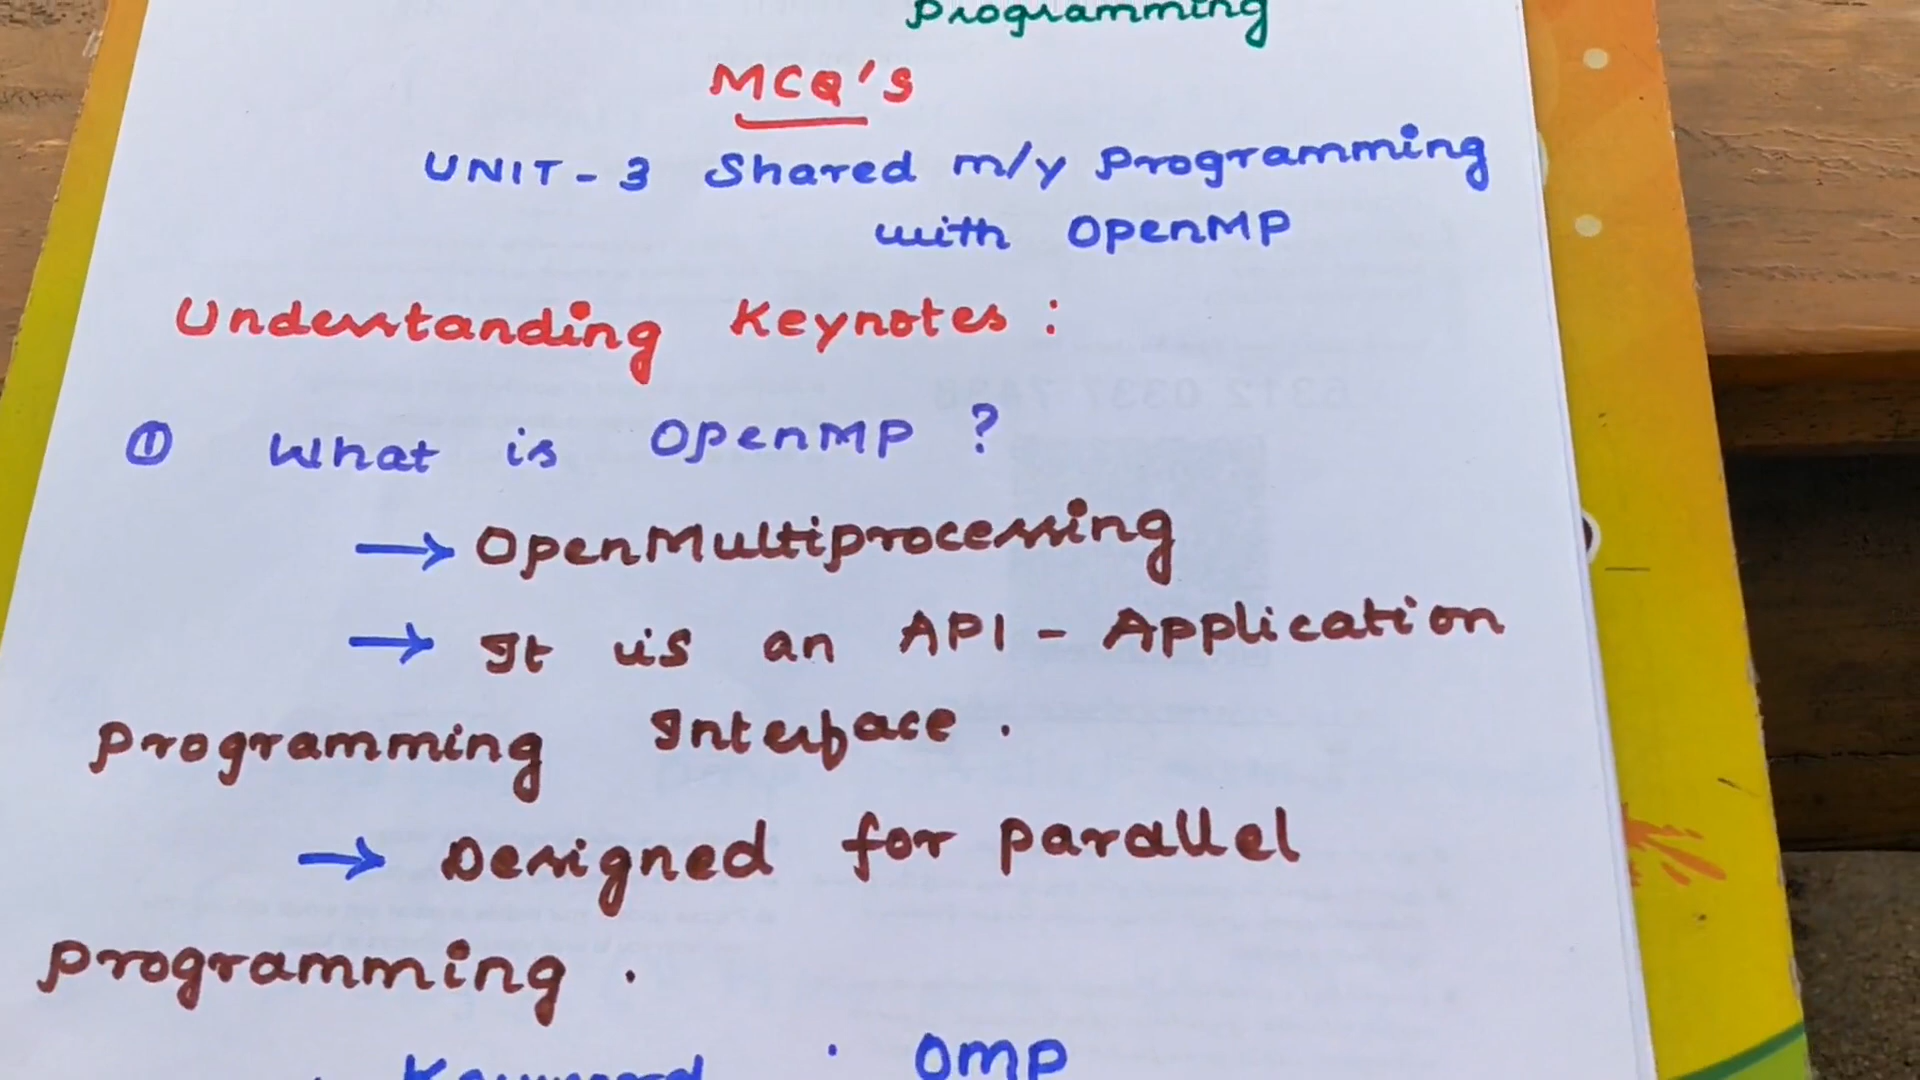 Programming
MCQ's
UNIT - 3 Shared m/y Programming
with OpenMP
Understanding Keynotes :
① What is OpenMP ?
→ OpenMultiprocessing
→ It is an API - Application
Programming Interface .
→ Designed for parallel
programming .
Keyword : OMP